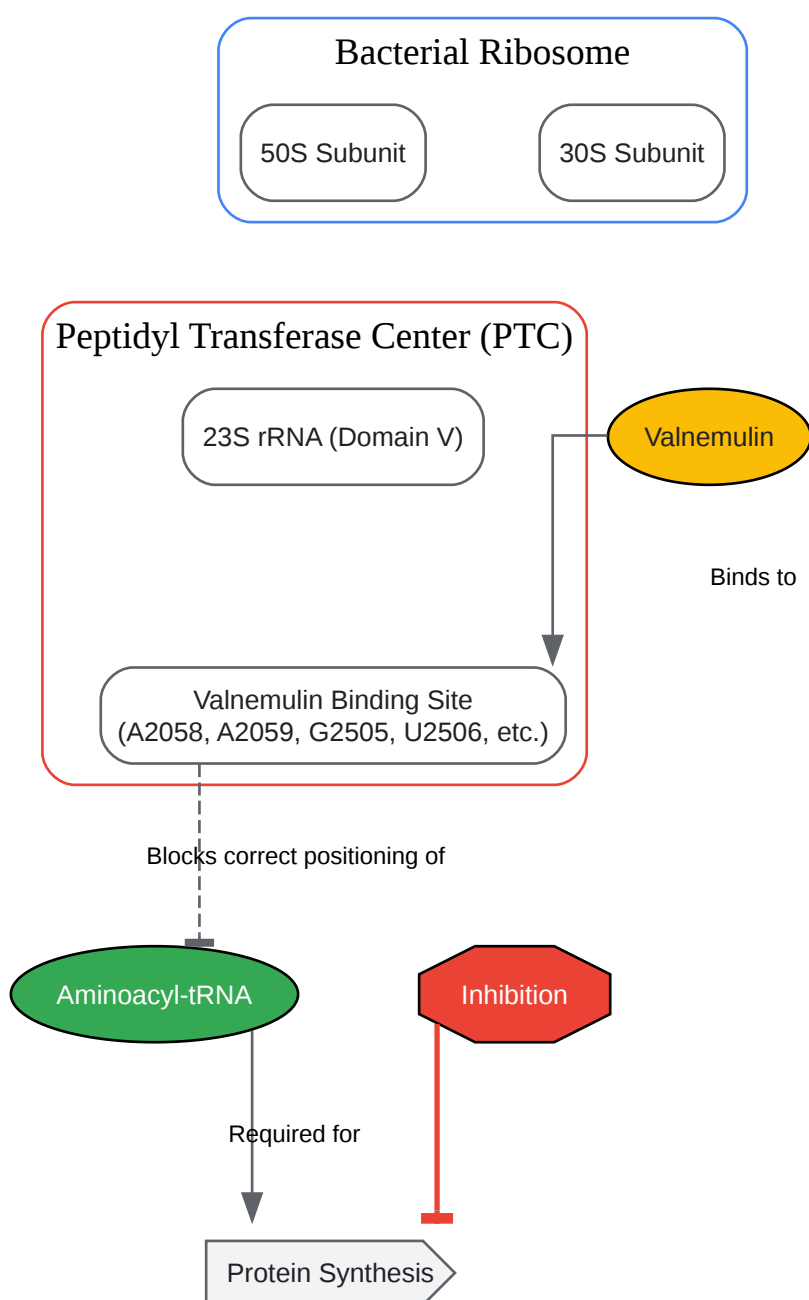 Bacterial Ribosome
50S Subunit
30S Subunit
Peptidyl Transferase Center (PTC)
23S rRNA (Domain V)
Valnemulin
Binds to
Valnemulin Binding Site
(A2058, A2059, G2505, U2506, etc.)
Blocks correct positioning of
Aminoacyl-tRNA
Inhibition
Required for
Protein Synthesis